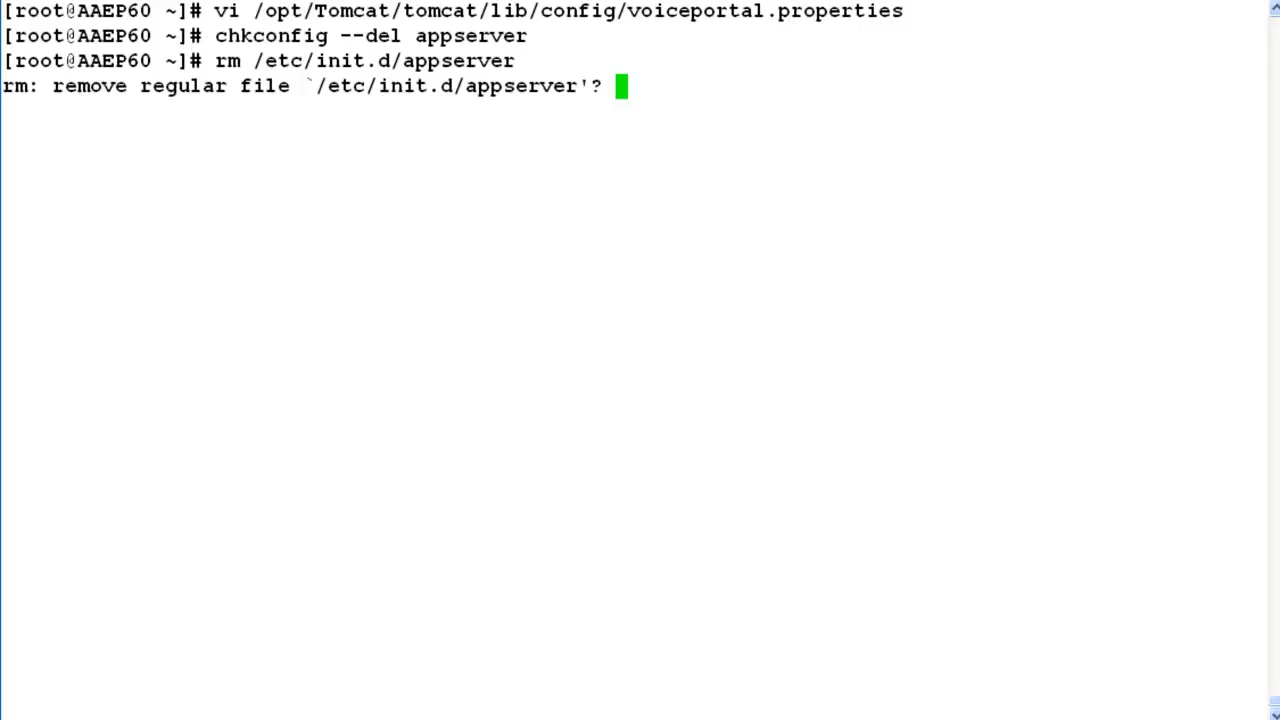 [root@AAEP60 ~]# vi /opt/Tomcat/tomcat/lib/config/voiceportal.properties
[root@AAEP60 ~]# chkconfig --del appserver
[root@AAEP60 ~]# rm /etc/init.d/appserver
rm: remove regular file `/etc/init.d/appserver'?